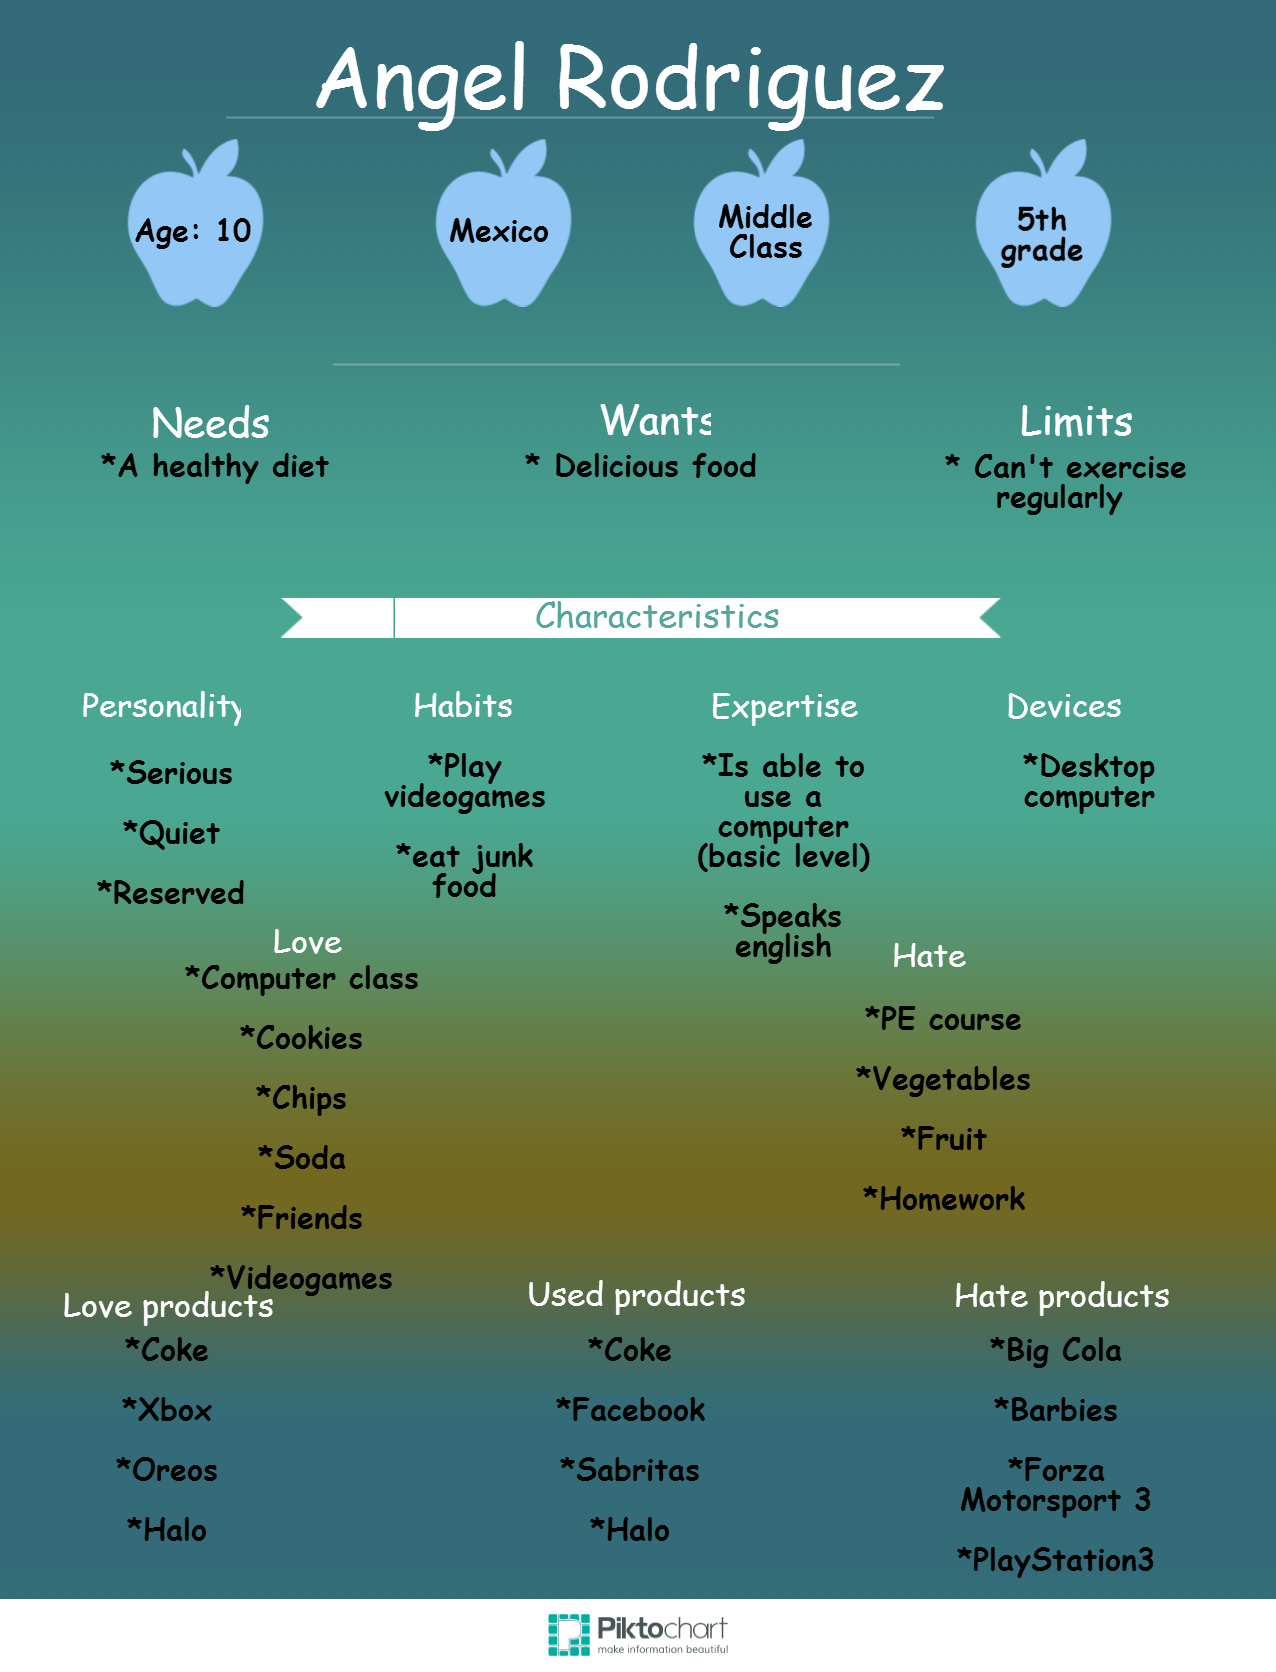 Angel Rodriguez
Age: 10
Mexico
Middle
Class
5th
grade
Needs
*A healthy diet
Wants
* Delicious food
Limits
* Can't exercise
regularly
Characteristics
Personality
*Serious
*Quiet
*Reserved
Habits
*Play
videogames
*eat junk
food
Expertise
*Is able to
use a
computer
(basic level)
*Speaks
english
Devices
*Desktop
computer
Love
*Computer class
*Cookies
*Chips
*Soda
*Friends
*Videogames
Hate
*PE course
*Vegetables
*Fruit
*Homework
Love products
*Coke
*Xbox
*Oreos
*Halo
Used products
*Coke
*Facebook
*Sabritas
*Halo
Hate products
*Big Cola
*Barbies
*Forza
Motorsport 3
*PlayStation3
Piktochart
make information beautiful